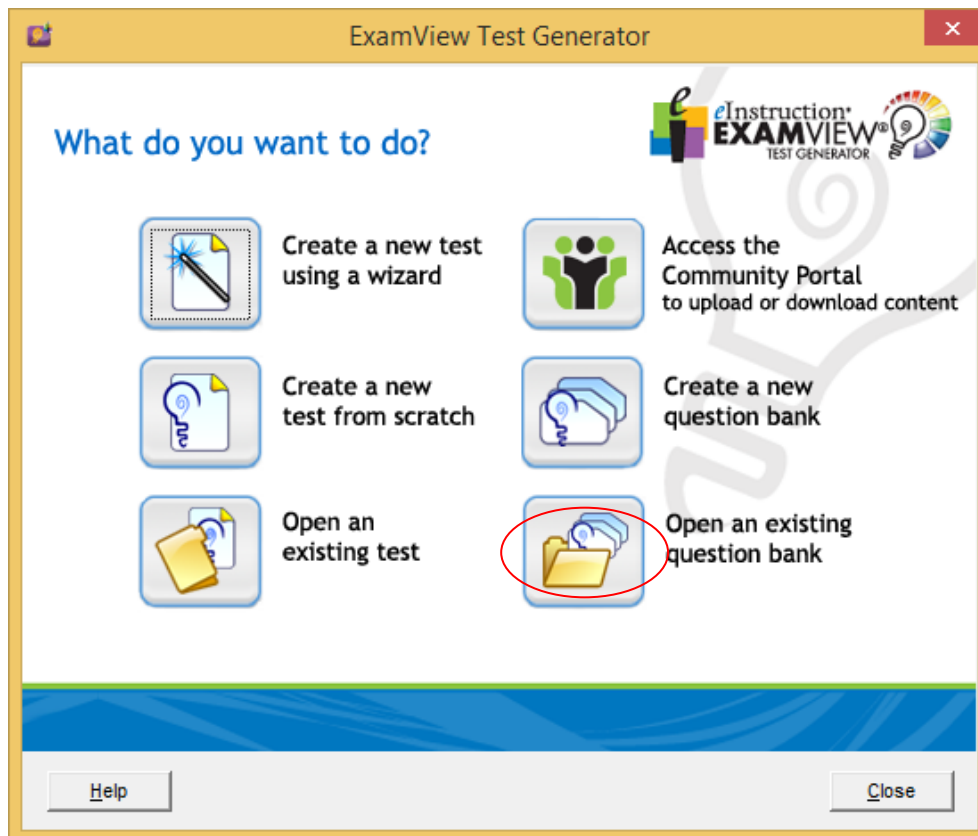 ExamView Test Generator
What do you want to do?
eInstruction®
EXAMVIEW®
TEST GENERATOR
Create a new test
using a wizard
Access the
Community Portal
to upload or download content
Create a new
test from scratch
Create a new
question bank
Open an
existing test
Open an existing
question bank
Help
Close